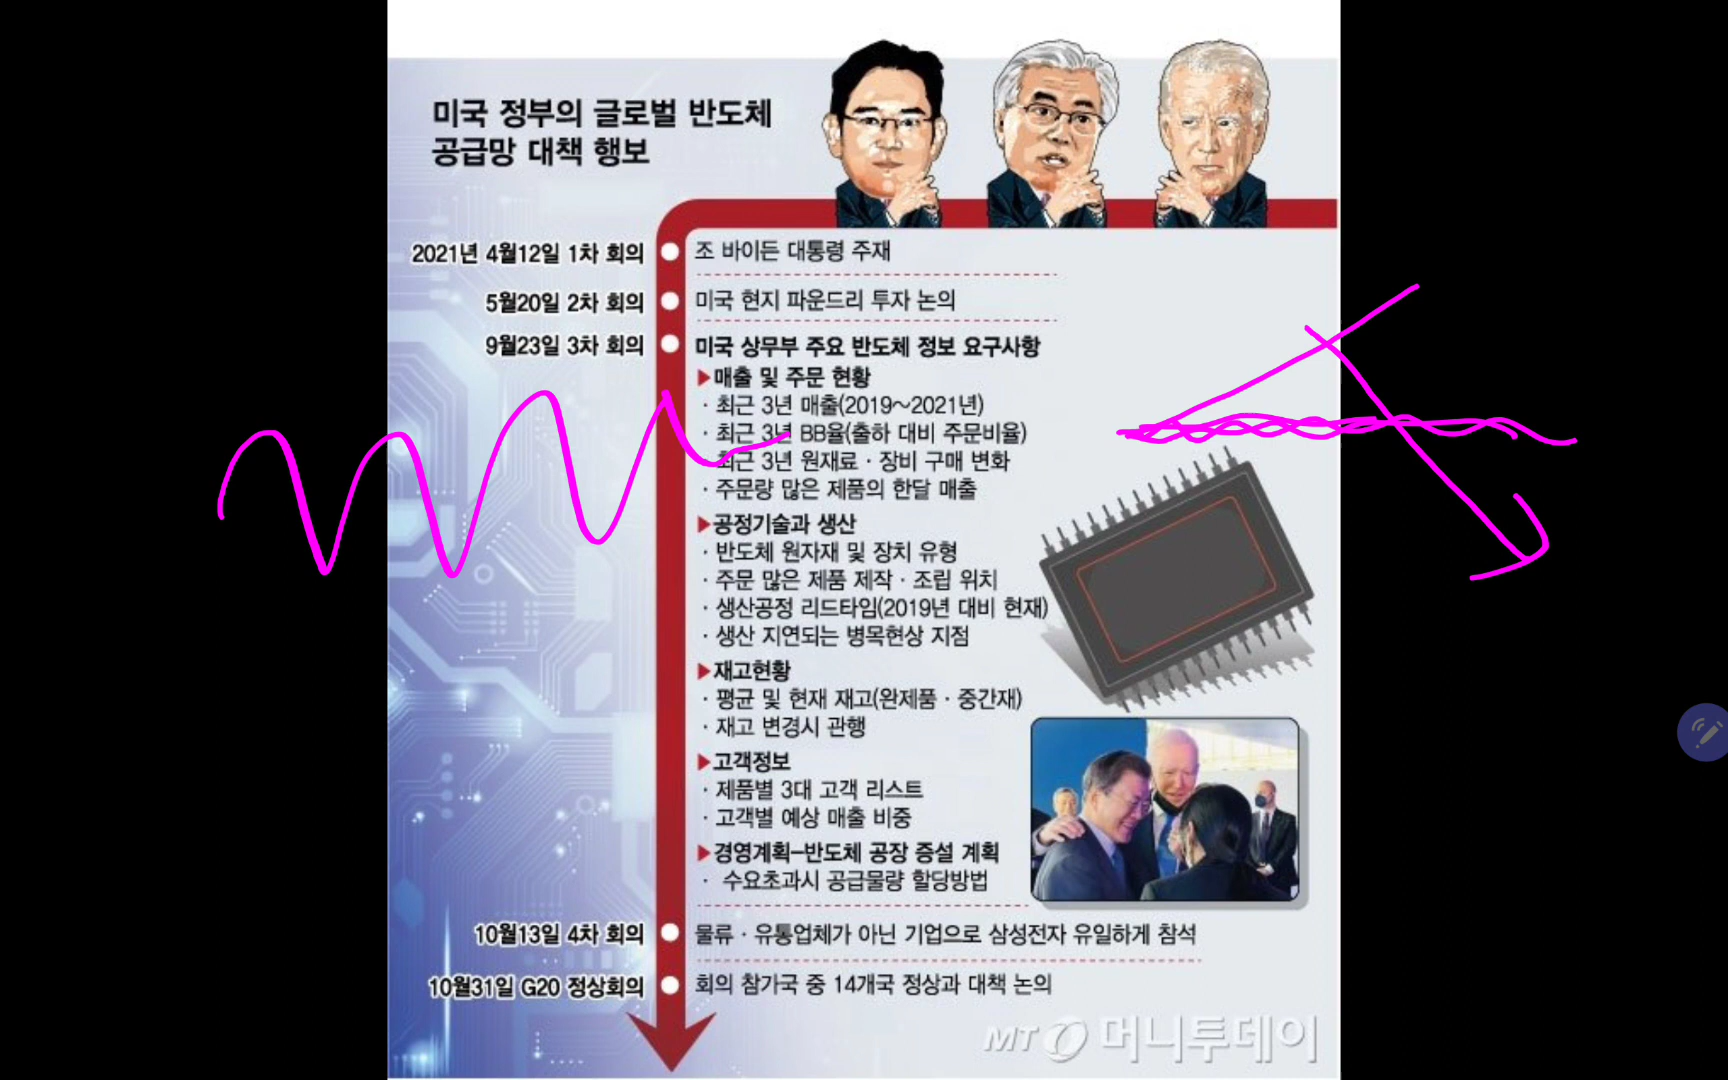 미국 정부의 글로벌 반도체
공급망 대책 행보
2021년 4월12일 1차 회의
조 바이든 대통령 주재
5월20일 2차 회의
미국 현지 파운드리 투자 논의
9월23일 3차 회의
미국 상무부 주요 반도체 정보 요구사항
▶매출 및 주문 현황
· 최근 3년 매출(2019~2021년)
· 최근 3년 BB율(출하 대비 주문비율)
· 최근 3년 원재료 · 장비 구매 변화
· 주문량 많은 제품의 한달 매출
▶공정기술과 생산
· 반도체 원자재 및 장치 유형
· 주문 많은 제품 제작 · 조립 위치
· 생산공정 리드타임(2019년 대비 현재)
· 생산 지연되는 병목현상 지점
▶재고현황
· 평균 및 현재 재고(완제품 · 중간재)
· 재고 변경시 관행
▶고객정보
· 제품별 3대 고객 리스트
· 고객별 예상 매출 비중
▶경영계획–반도체 공장 증설 계획
· 수요초과시 공급물량 할당방법
10월13일 4차 회의
물류 · 유통업체가 아닌 기업으로 삼성전자 유일하게 참석
10월31일 G20 정상회의
회의 참가국 중 14개국 정상과 대책 논의
MT 머니투데이